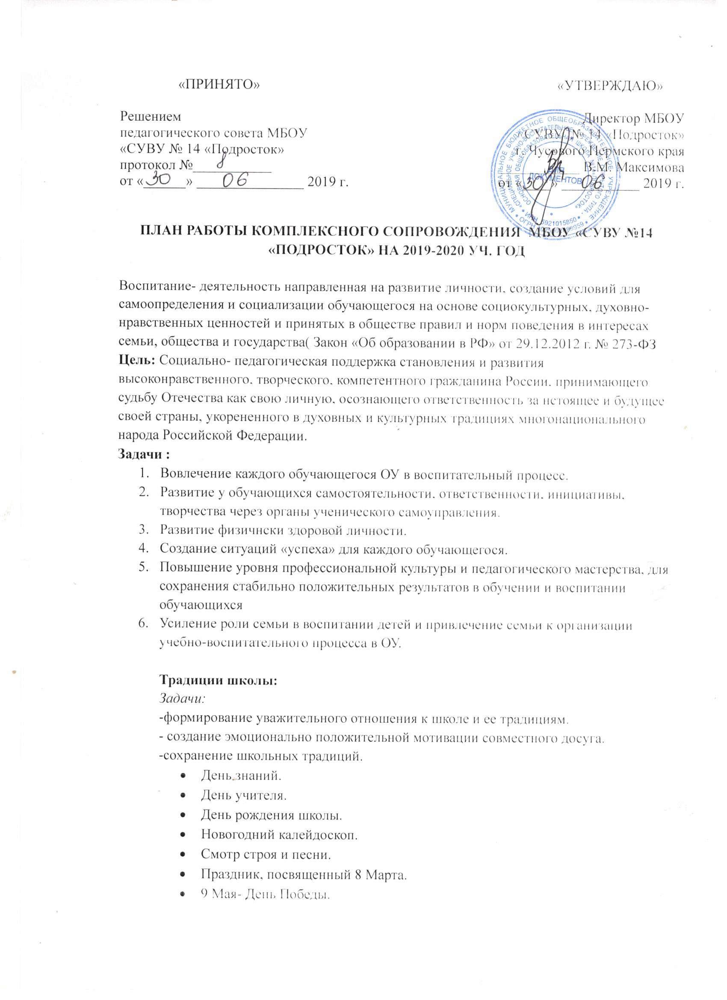 «ПРИНЯТО»
Решением
педагогического совета МБОУ
«СУВУ № 14 «Подросток»
протокол № 8
от «30» 06 2019 г.
«УТВЕРЖДАЮ»
Директор МБОУ
«СУВУ № 14 «Подросток»
г. Чусового Пермского края
В.М. Максимова
от «30» 06 2019 г.
МУНИЦИПАЛЬНОЕ БЮДЖЕТНОЕ ОБЩЕОБРАЗОВАТЕЛЬНОЕ УЧРЕЖДЕНИЕ
«СПЕЦИАЛЬНОЕ УЧЕБНО-ВОСПИТАТЕЛЬНОЕ УЧРЕЖДЕНИЕ ОТКРЫТОГО ТИПА -
ОСНОВНАЯ ОБЩЕОБРАЗОВАТЕЛЬНАЯ ШКОЛА №14 «ПОДРОСТОК»
ИНН 5921015850
ОГРН
ДЛЯ
ДОКУМЕНТОВ
ПЛАН РАБОТЫ КОМПЛЕКСНОГО СОПРОВОЖДЕНИЯ МБОУ «СУВУ №14
«ПОДРОСТОК» НА 2019-2020 УЧ. ГОД
Воспитание- деятельность направленная на развитие личности, создание условий для
самоопределения и социализации обучающегося на основе социокультурных, духовно-
нравственных ценностей и принятых в обществе правил и норм поведения в интересах
семьи, общества и государства( Закон «Об образовании в РФ» от 29.12.2012 г. № 273-ФЗ
Цель: Социально- педагогическая поддержка становления и развития
высоконравственного, творческого, компетентного гражданина России, принимающего
судьбу Отечества как свою личную, осознающего ответственность за нстоящее и будущее
своей страны, укорененного в духовных и культурных традициях многонационального
народа Российской Федерации.
Задачи :
1. Вовлечение каждого обучающегося ОУ в воспитательный процесс.
2. Развитие у обучающихся самостоятельности, ответственности, инициативы,
творчества через органы ученического самоуправления.
3. Развитие физичнски здоровой личности.
4. Создание ситуаций «успеха» для каждого обучающегося.
5. Повышение уровня профессиональной культуры и педагогического мастерства, для
сохранения стабильно положительных результатов в обучении и воспитании
обучающихся
6. Усиление роли семьи в воспитании детей и привлечение семьи к организации
учебно-воспитательного процесса в ОУ.
Традиции школы:
Задачи:
-формирование уважительного отношения к школе и ее традициям.
- создание эмоционально положительной мотивации совместного досуга.
-сохранение школьных традиций.
• День знаний.
• День учителя.
• День рождения школы.
• Новогодний калейдоскоп.
• Смотр строя и песни.
• Праздник, посвященный 8 Марта.
• 9 Мая- День Победы.